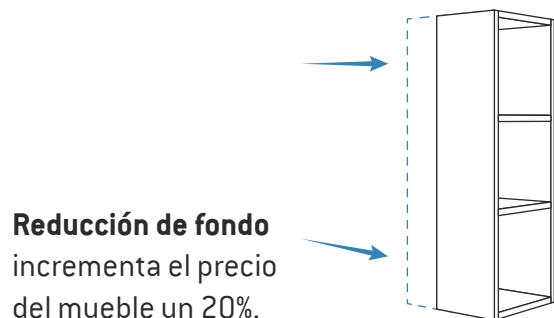 Reducción de fondo
incrementa el precio
del mueble un 20%.